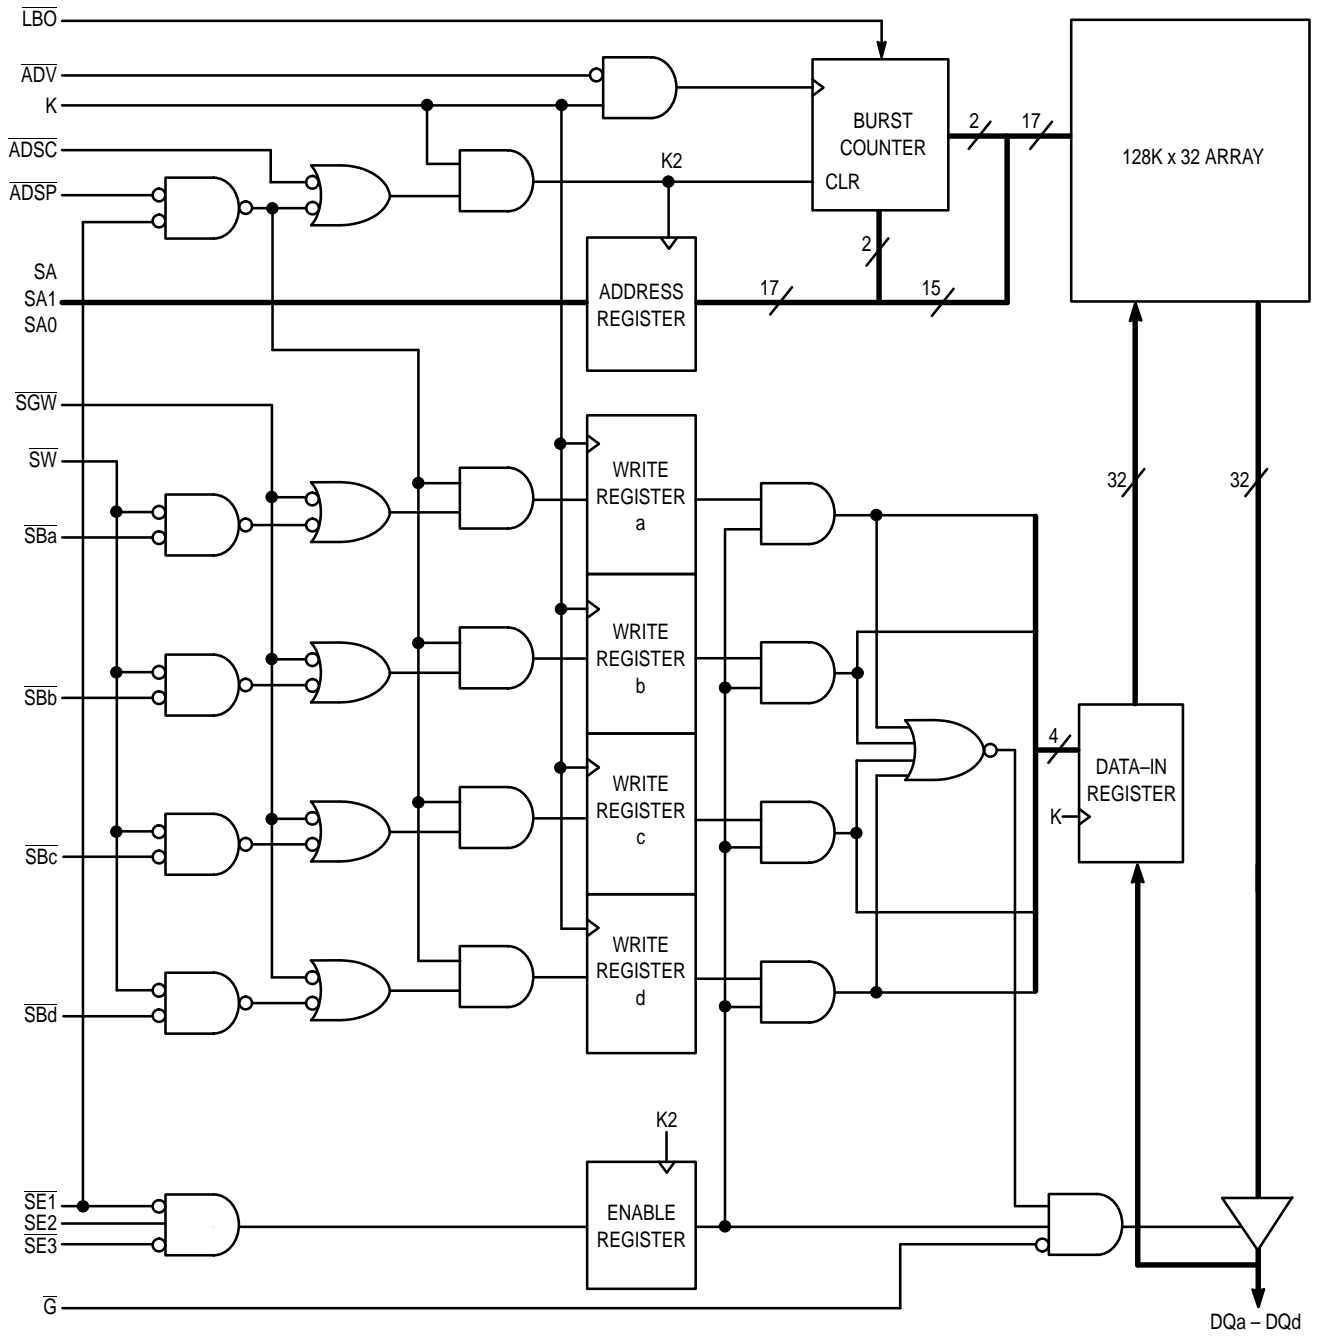 LBO
ADV
K
ADSC
ADSP
K2
BURST
COUNTER
CLR
2
17
128K x 32 ARRAY
2
SA
SA1
SA0
ADDRESS
REGISTER
17
15
SGW
SW
SBa
WRITE
REGISTER
a
32
32
SBb
WRITE
REGISTER
b
4
DATA–IN
REGISTER
K
SBc
WRITE
REGISTER
c
SBd
WRITE
REGISTER
d
K2
SE1
SE2
SE3
ENABLE
REGISTER
G
DQa – DQd